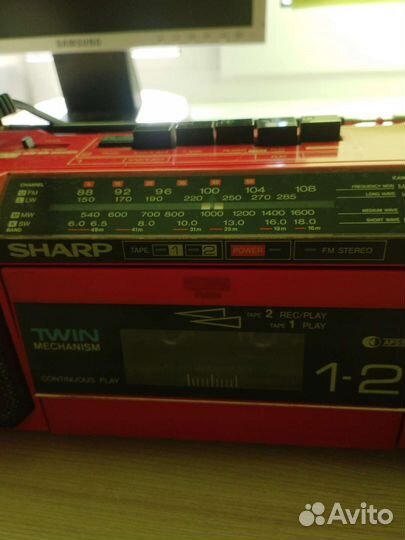 SAMSUNG
CHANNEL
FM 88 92 96 100 104 108
LW 150 170 190 220 250 270 285
MW 540 600 700 800 1000 1200 1400 1600
SW 6.0 6.5 8.0 10.0 13.0 16.0 18.0
BAND 49m 41m 31m 25m 19m 16m
FREQUENCY MODU
LONG WAVE
MEDIUM WAVE
SHORT WAVE
SHARP TAPE 1 2 POWER FM STEREO
TAPE 2 REC/PLAY
TAPE 1 PLAY
TWIN
MECHANISM
APSS
CONTINUOUS PLAY
1-2
Avito